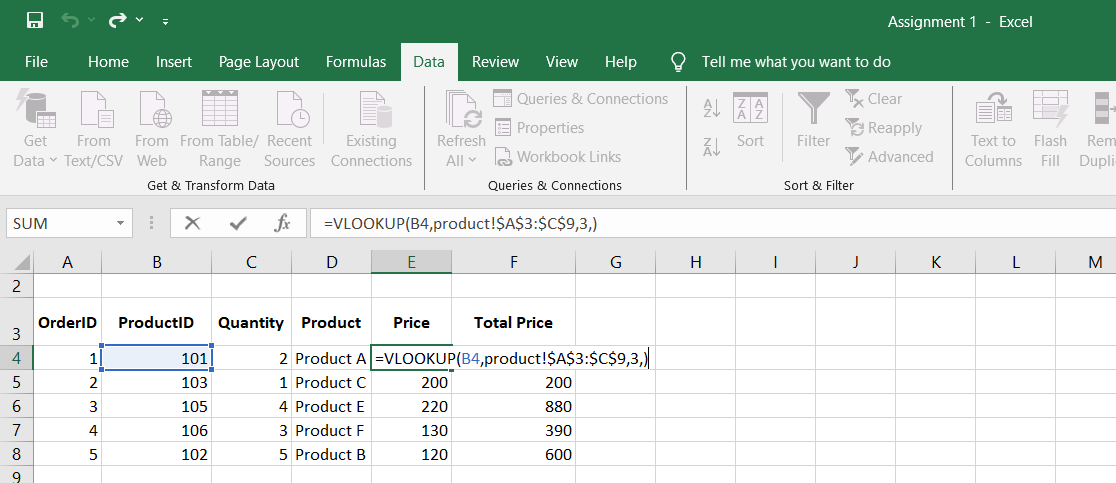 Assignment 1 - Excel
File Home Insert Page Layout Formulas Data Review View Help Tell me what you want to do
Get Data
From Text/CSV
From Web
From Table/ Range
Recent Sources
Existing Connections
Get & Transform Data
Refresh All
Queries & Connections
Properties
Workbook Links
Queries & Connections
A Z
Z A
Z A A Z
Sort
Filter
Clear
Reapply
Advanced
Sort & Filter
Text to Columns
Flash Fill
Rem
Dupli
SUM fx =VLOOKUP(B4,product!$A$3:$C$9,3,)
A B C D E F G H I J K L M
2
3 OrderID ProductID Quantity Product Price Total Price
4 1 101 2 Product A =VLOOKUP(B4,product!$A$3:$C$9,3,)
5 2 103 1 Product C 200 200
6 3 105 4 Product E 220 880
7 4 106 3 Product F 130 390
8 5 102 5 Product B 120 600
9